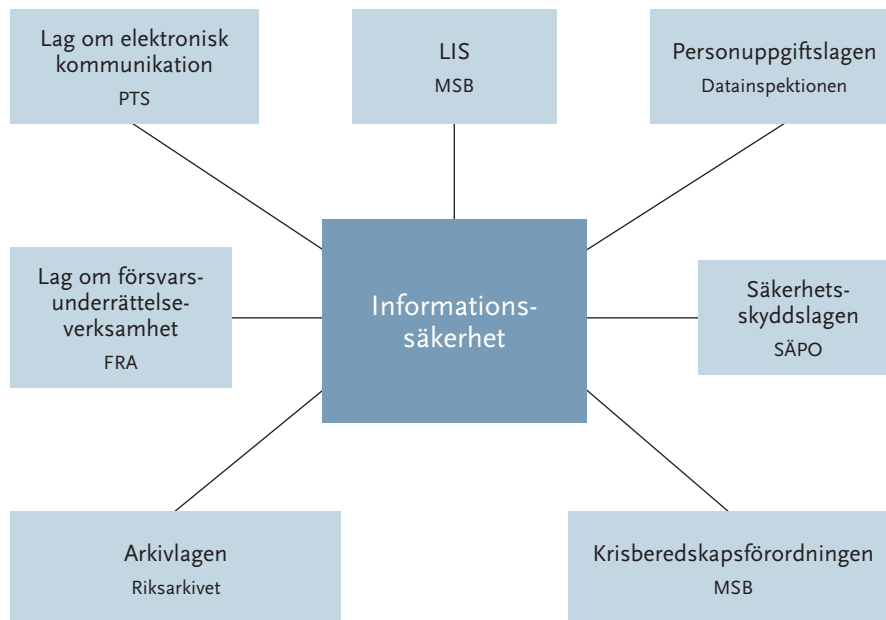 Lag om elektronisk
kommunikation
PTS
LIS
MSB
Personuppgiftslagen
Datainspektionen
Lag om försvars-
underrättelse-
verksamhet
FRA
Informations-
säkerhet
Säkerhets-
skyddslagen
SÄPO
Arkivlagen
Riksarkivet
Krisberedskapsförordningen
MSB